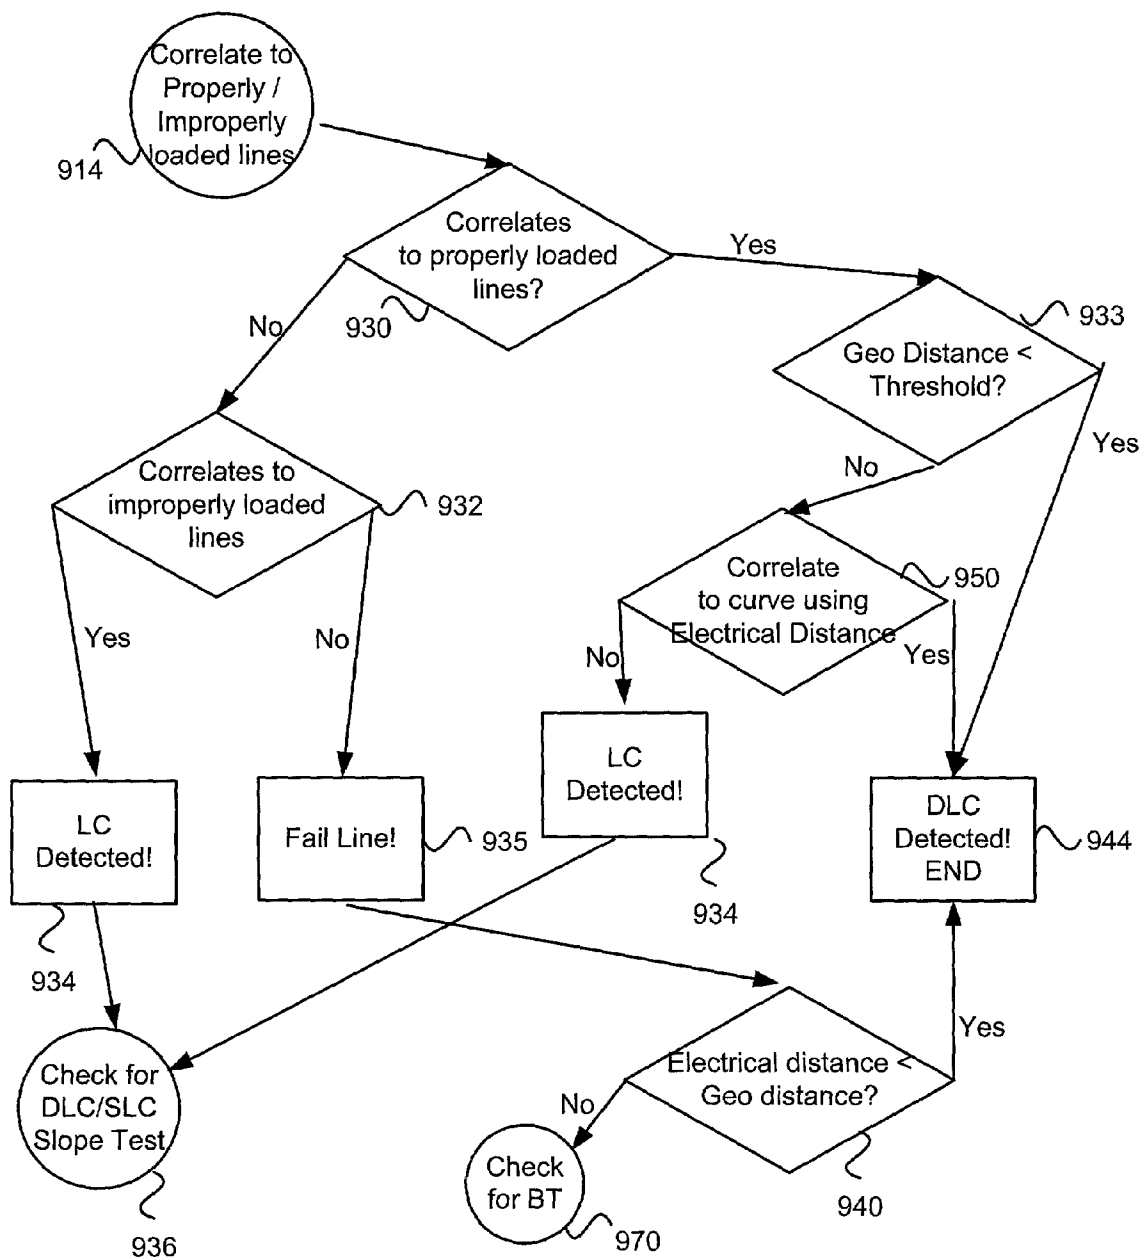 Correlate to
Properly /
Improperly
loaded lines
914
Correlates
to properly loaded
lines?
930
Yes
No
933
Geo Distance <
Threshold?
Yes
No
Correlates to
improperly loaded
lines
932
Yes
No
Correlate
to curve using
Electrical Distance
950
No
Yes
LC
Detected!
934
Fail Line!
935
LC
Detected!
934
DLC
Detected!
END
944
Check for
DLC/SLC
Slope Test
936
Electrical distance <
Geo distance?
940
Yes
No
Check
for BT
970